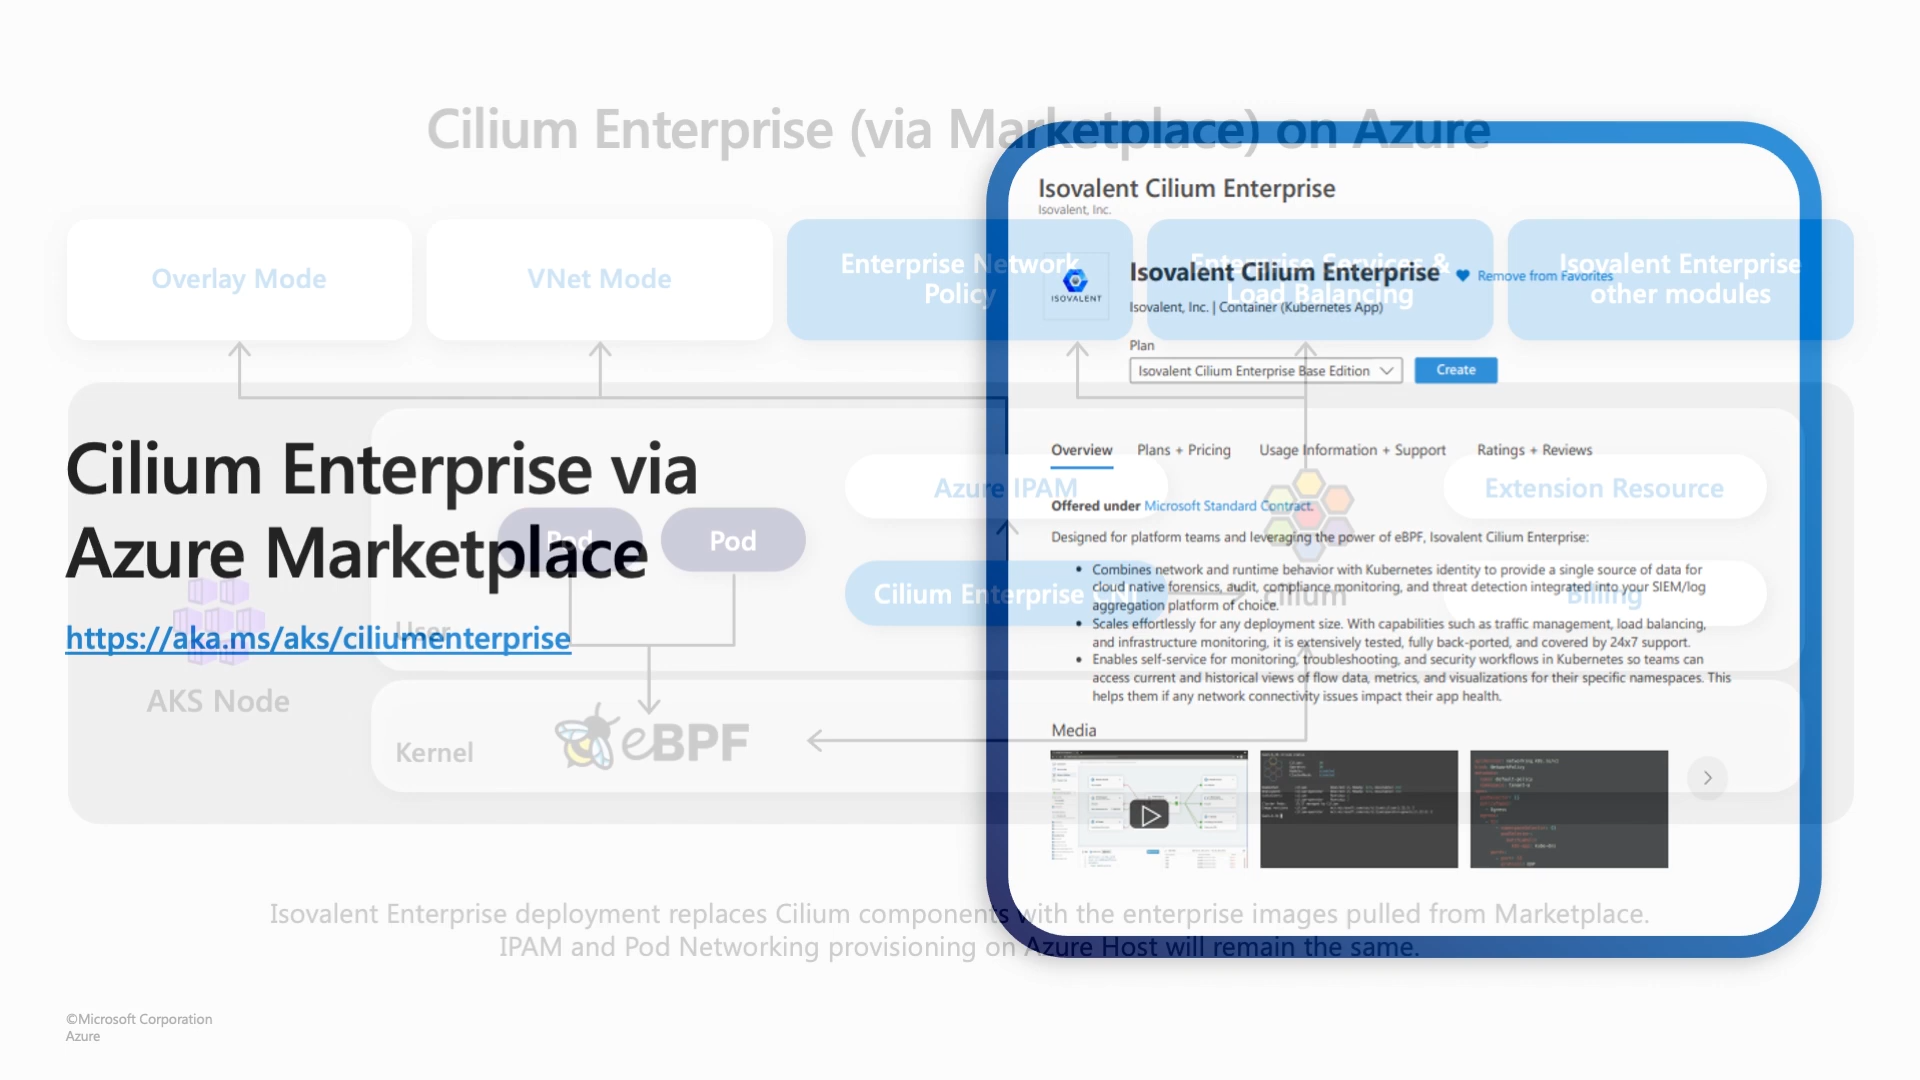 Cilium Enterprise (via Marketplace) on Azure
Overlay Mode
VNet Mode
Enterprise Network
Policy
Enterprise Services &
Load Balancing
Isovalent Enterprise
other modules
Azure IPAM
Extension Resource
Pod
Pod
Cilium Enterprise CNI
cilium
Billing
User
AKS Node
Kernel
eBPF
Isovalent Enterprise deployment replaces Cilium components with the enterprise images pulled from Marketplace.
IPAM and Pod Networking provisioning on Azure Host will remain the same.
Cilium Enterprise via
Azure Marketplace
https://aka.ms/aks/ciliumenterprise
Isovalent Cilium Enterprise
Isovalent, Inc.
ISOVALENT
Isovalent Cilium Enterprise
Remove from Favorites
Isovalent, Inc. | Container (Kubernetes App)
Plan
Isovalent Cilium Enterprise Base Edition
Create
Overview Plans + Pricing Usage Information + Support Ratings + Reviews
Offered under Microsoft Standard Contract.
Designed for platform teams and leveraging the power of eBPF, Isovalent Cilium Enterprise:
• Combines network and runtime behavior with Kubernetes identity to provide a single source of data for
cloud native forensics, audit, compliance monitoring, and threat detection integrated into your SIEM/log
aggregation platform of choice.
• Scales effortlessly for any deployment size. With capabilities such as traffic management, load balancing,
and infrastructure monitoring, it is extensively tested, fully back-ported, and covered by 24x7 support.
• Enables self-service for monitoring, troubleshooting, and security workflows in Kubernetes so teams can
access current and historical views of flow data, metrics, and visualizations for their specific namespaces. This
helps them if any network connectivity issues impact their app health.
Media
©Microsoft Corporation
Azure